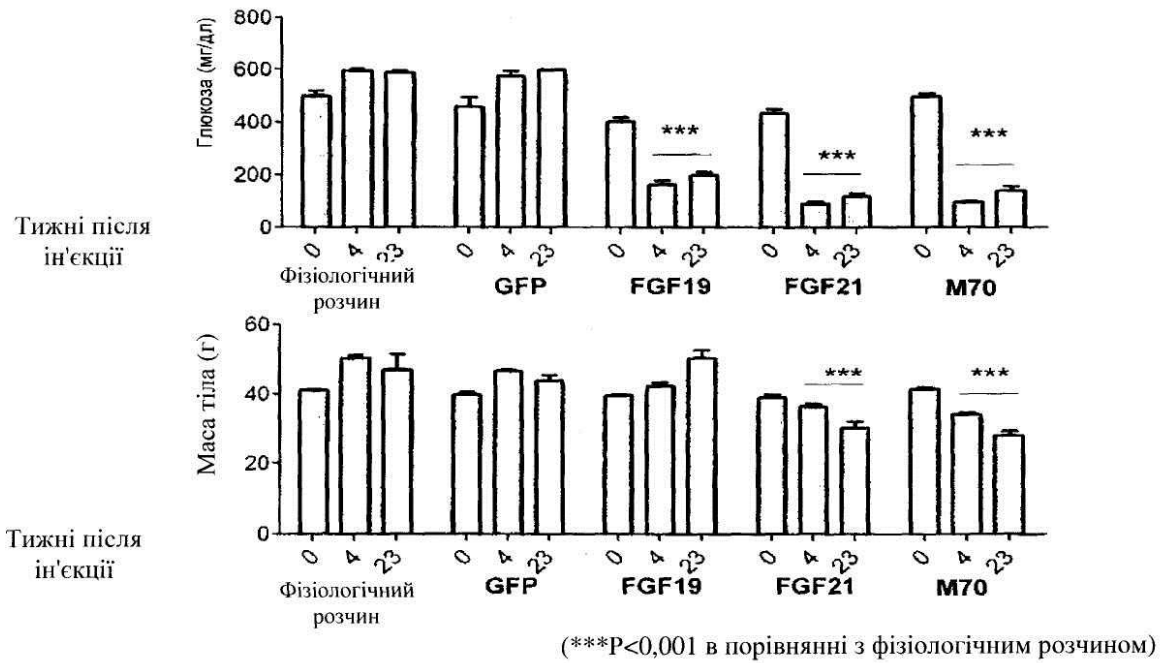 800
600
400
200
0
Глюкоза (мг/дл)
***
***
***
Тижні після
ін'єкції
0 4 23 0 4 23 0 4 23 0 4 23 0 4 23
Фізіологічний
розчин
GFP FGF19 FGF21 M70
60
40
20
0
Маса тіла (г)
***
***
Тижні після
ін'єкції
0 4 23 0 4 23 0 4 23 0 4 23 0 4 23
Фізіологічний
розчин
GFP FGF19 FGF21 M70
(***P<0,001 в порівнянні з фізіологічним розчином)